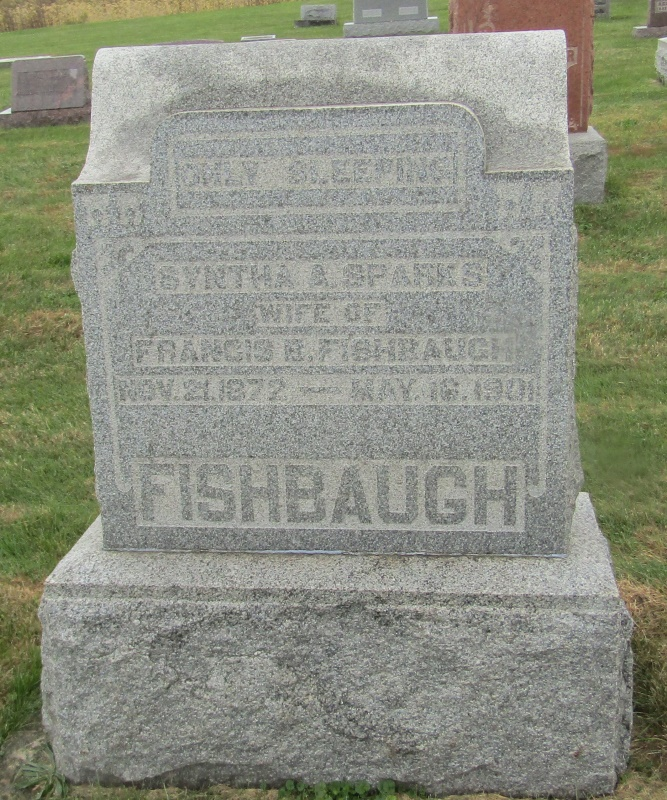 ONLY SLEEPING
SYNTHA A. SPARKS
WIFE OF
FRANCIS B. FISHBAUGH
NOV. 21. 1872 — MAY. 16. 1901
FISHBAUGH